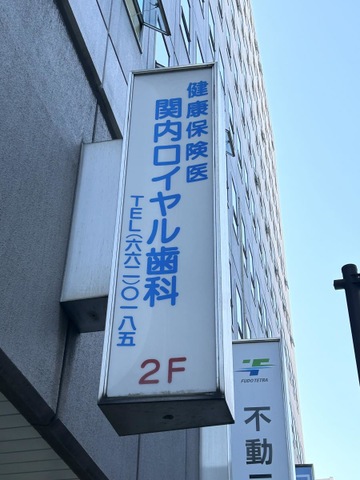 健康保険医
関内ロイヤル歯科
TEL(六六二)〇一八五
2F
FUDO TETRA
不動